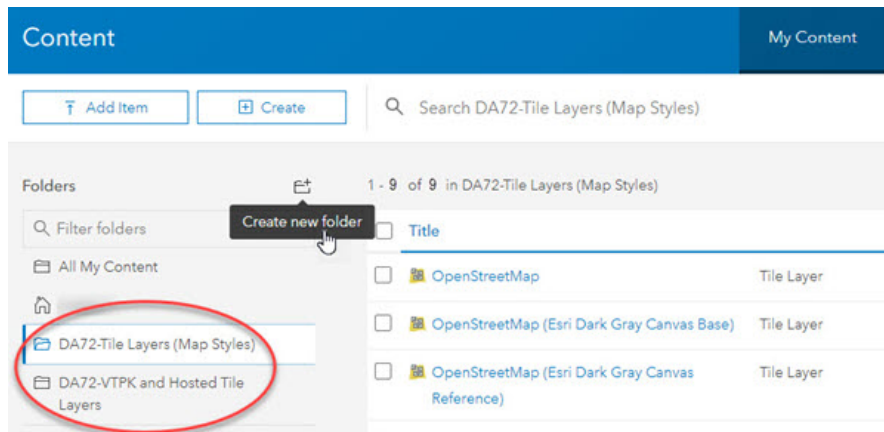 Content
My Content
Add Item
Create
Search DA72-Tile Layers (Map Styles)
Folders
1 - 9 of 9 in DA72-Tile Layers (Map Styles)
Create new folder
Filter folders
Title
All My Content
OpenStreetMap
Tile Layer
OpenStreetMap (Esri Dark Gray Canvas Base)
Tile Layer
DA72-Tile Layers (Map Styles)
OpenStreetMap (Esri Dark Gray Canvas
Reference)
Tile Layer
DA72-VTPK and Hosted Tile
Layers